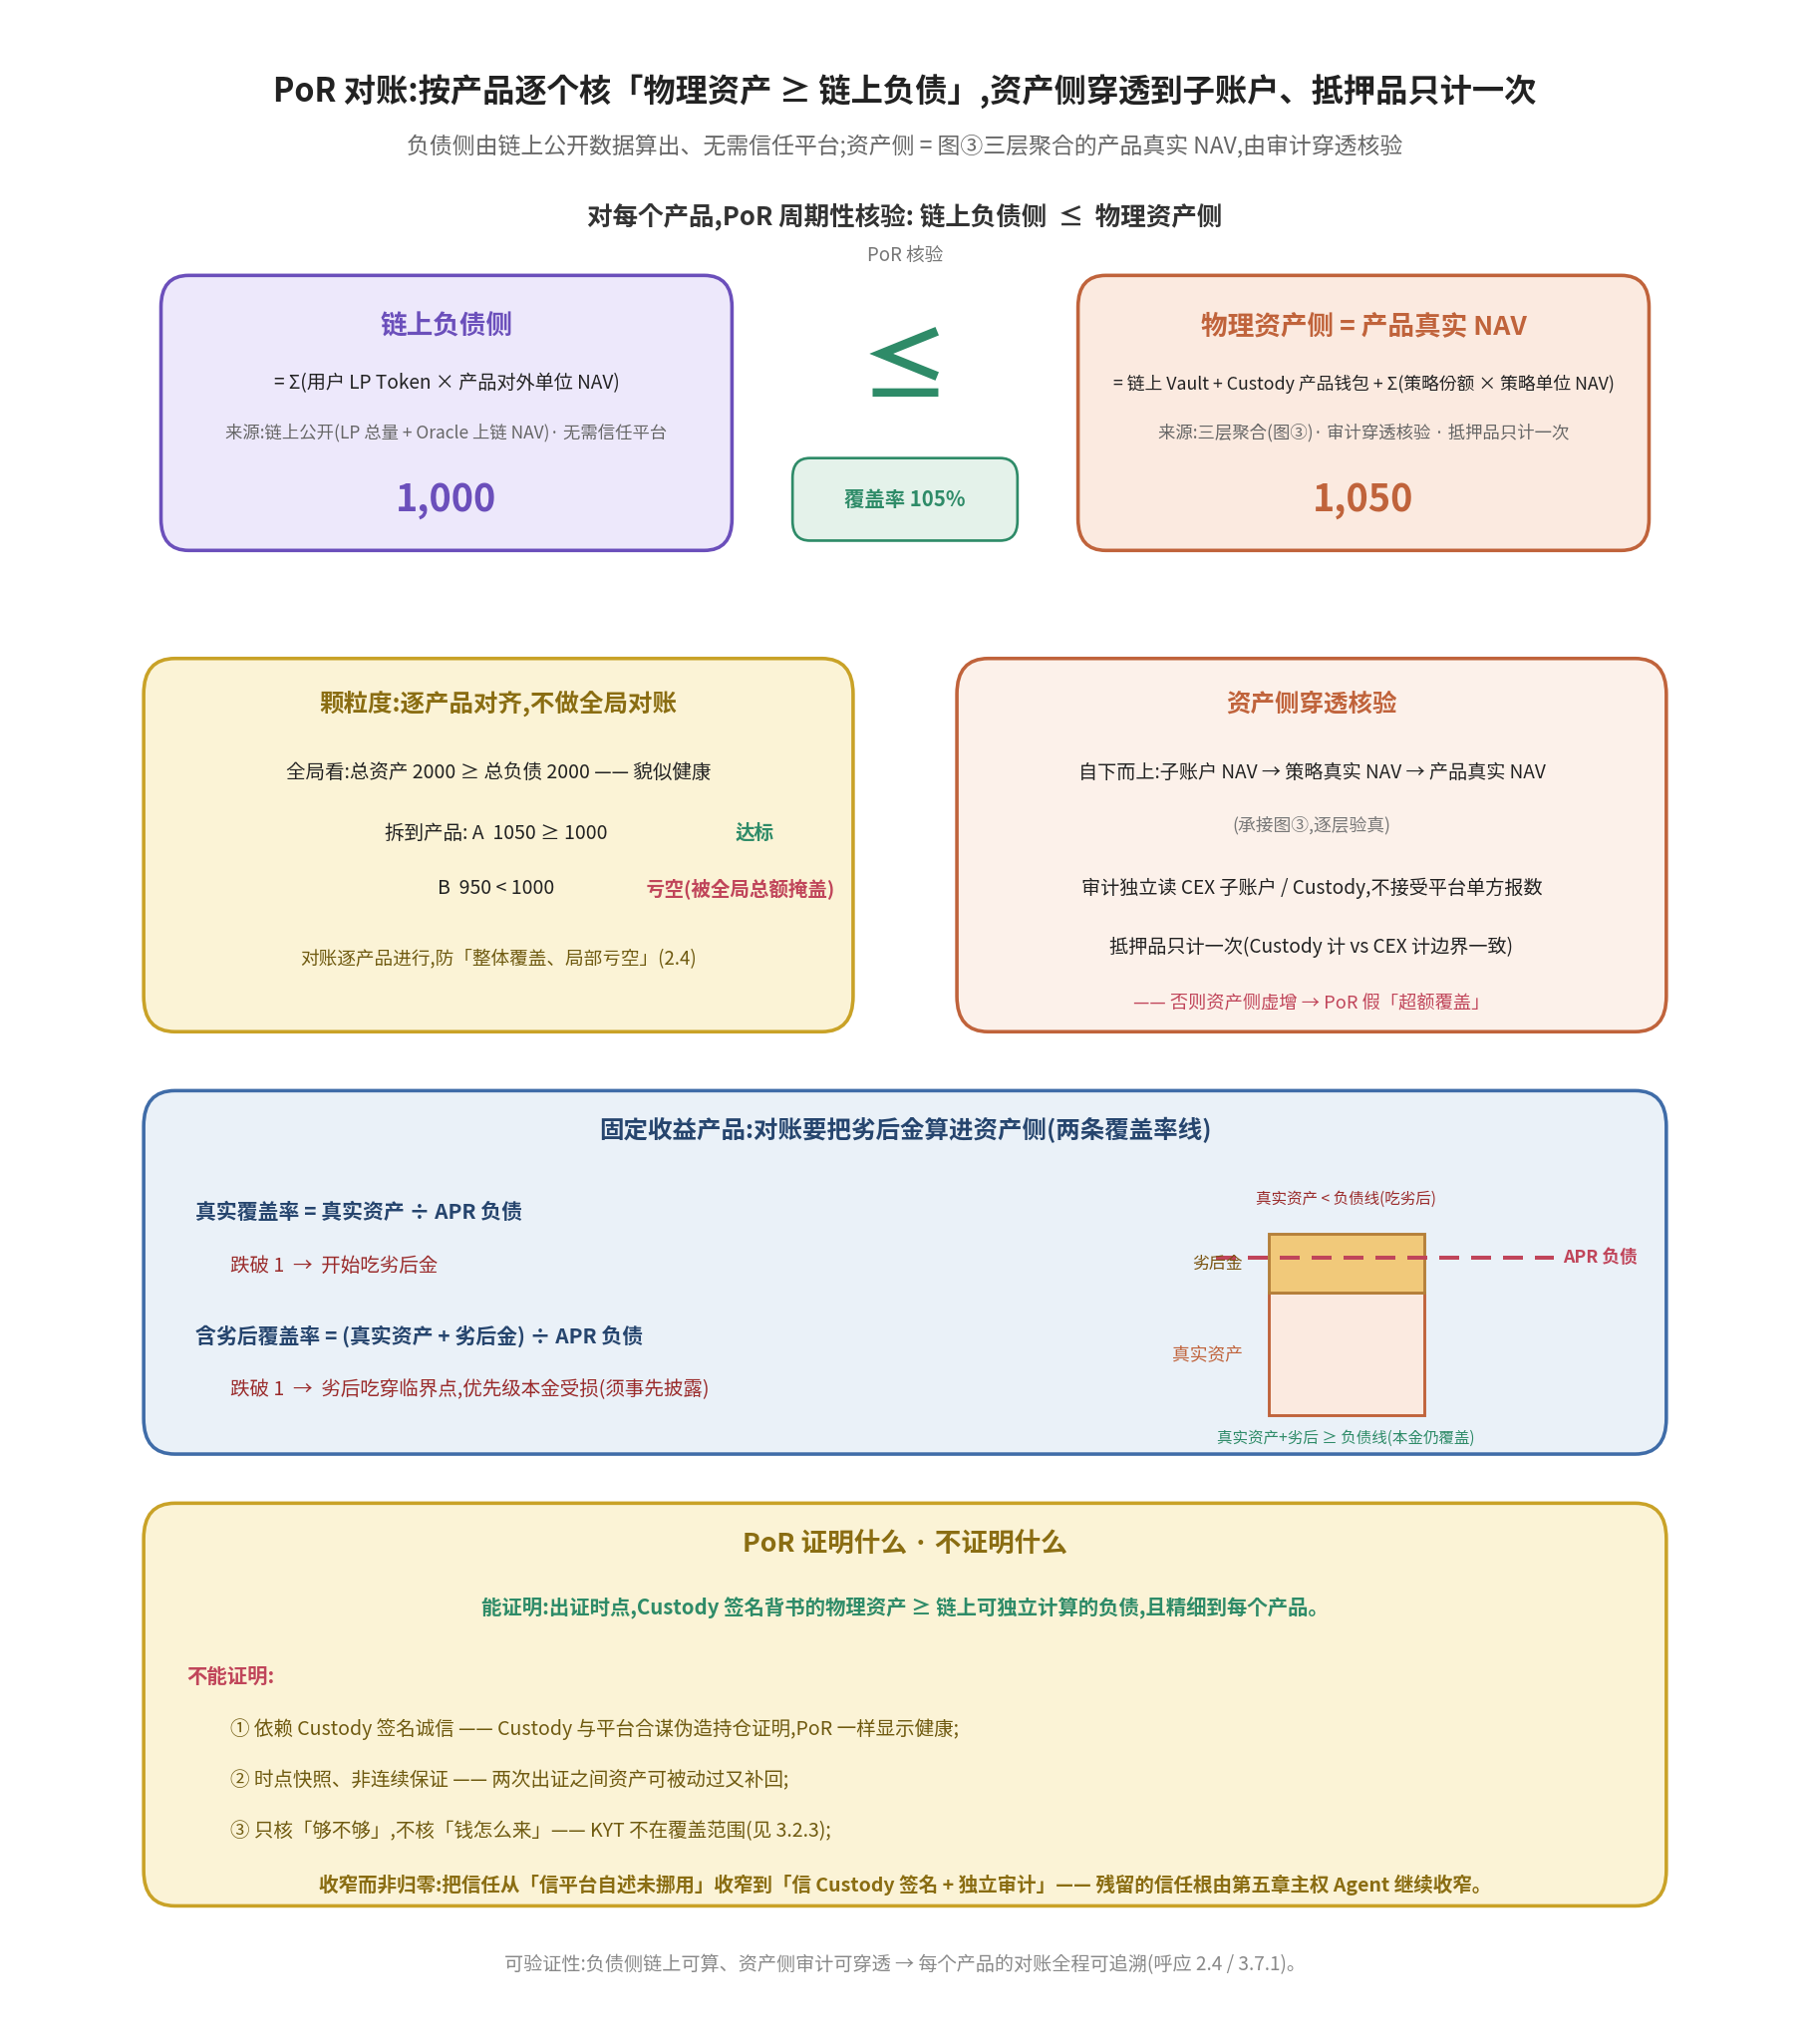 PoR 对账:按产品逐个核「物理资产 ≥ 链上负债」,资产侧穿透到子账户、抵押品只计一次
负债侧由链上公开数据算出、无需信任平台;资产侧 = 图③三层聚合的产品真实 NAV,由审计穿透核验
对每个产品,PoR 周期性核验: 链上负债侧 ≤ 物理资产侧
PoR 核验
链上负债侧
= Σ(用户 LP Token × 产品对外单位 NAV)
来源:链上公开(LP 总量 + Oracle 上链 NAV)· 无需信任平台
1,000
≤
覆盖率 105%
物理资产侧 = 产品真实 NAV
= 链上 Vault + Custody 产品钱包 + Σ(策略份额 × 策略单位 NAV)
来源:三层聚合(图③)· 审计穿透核验 · 抵押品只计一次
1,050
颗粒度:逐产品对齐,不做全局对账
全局看:总资产 2000 ≥ 总负债 2000 —— 貌似健康
拆到产品: A 1050 ≥ 1000 达标
B 950 < 1000 亏空(被全局总额掩盖)
对账逐产品进行,防「整体覆盖、局部亏空」(2.4)
资产侧穿透核验
自下而上:子账户 NAV → 策略真实 NAV → 产品真实 NAV
(承接图③,逐层验真)
审计独立读 CEX 子账户 / Custody,不接受平台单方报数
抵押品只计一次(Custody 计 vs CEX 计边界一致)
—— 否则资产侧虚增 → PoR 假「超额覆盖」
固定收益产品:对账要把劣后金算进资产侧(两条覆盖率线)
真实覆盖率 = 真实资产 ÷ APR 负债
跌破 1 → 开始吃劣后金
含劣后覆盖率 = (真实资产 + 劣后金) ÷ APR 负债
跌破 1 → 劣后吃穿临界点,优先级本金受损(须事先披露)
真实资产 < 负债线(吃劣后)
劣后金
APR 负债
真实资产
真实资产+劣后 ≥ 负债线(本金仍覆盖)
PoR 证明什么 · 不证明什么
能证明:出证时点,Custody 签名背书的物理资产 ≥ 链上可独立计算的负债,且精细到每个产品。
不能证明:
① 依赖 Custody 签名诚信 —— Custody 与平台合谋伪造持仓证明,PoR 一样显示健康;
② 时点快照、非连续保证 —— 两次出证之间资产可被动过又补回;
③ 只核「够不够」,不核「钱怎么来」—— KYT 不在覆盖范围(见 3.2.3);
收窄而非归零:把信任从「信平台自述未挪用」收窄到「信 Custody 签名 + 独立审计」—— 残留的信任根由第五章主权 Agent 继续收窄。
可验证性:负债侧链上可算、资产侧审计可穿透 → 每个产品的对账全程可追溯(呼应 2.4 / 3.7.1)。